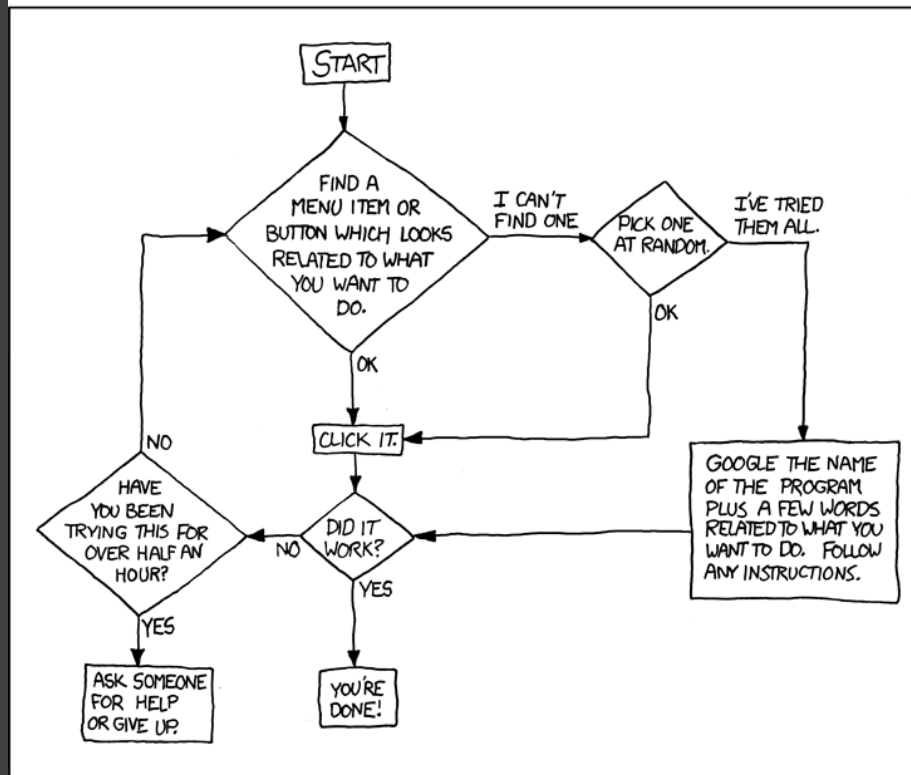 START
FIND A
MENU ITEM OR
BUTTON WHICH LOOKS
RELATED TO WHAT
YOU WANT TO
DO.
I CAN'T
FIND ONE
PICK ONE
AT RANDOM.
I'VE TRIED
THEM ALL.
OK
OK
CLICK IT.
NO
HAVE
YOU BEEN
TRYING THIS FOR
OVER HALF AN
HOUR?
NO
DID IT
WORK?
GOOGLE THE NAME
OF THE PROGRAM
PLUS A FEW WORDS
RELATED TO WHAT YOU
WANT TO DO. FOLLOW
ANY INSTRUCTIONS.
YES
YES
ASK SOMEONE
FOR HELP
OR GIVE UP.
YOU'RE
DONE!